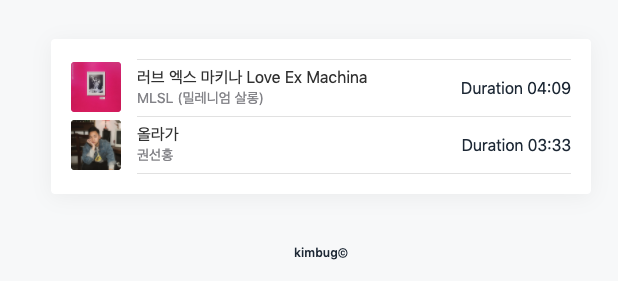 러브 엑스 마키나 Love Ex Machina
MLSL (밀레니엄 살롱)
Duration 04:09
올라가
권선홍
Duration 03:33
kimbug©